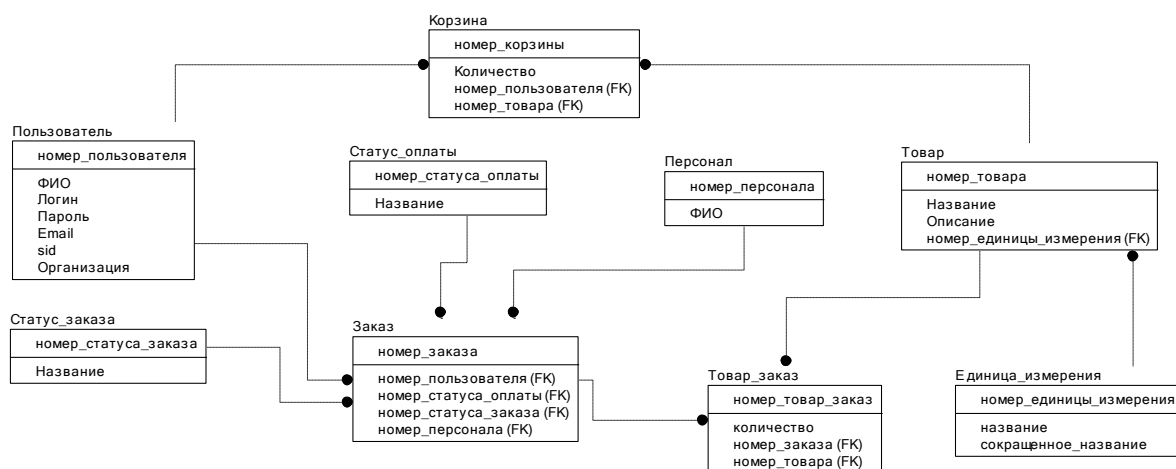 Корзина
номер_корзины
Количество
номер_пользователя (FK)
номер_товара (FK)
Пользователь
номер_пользователя
ФИО
Логин
Пароль
Email
sid
Организация
Статус_оплаты
номер_статуса_оплаты
Название
Персонал
номер_персонала
ФИО
Товар
номер_товара
Название
Описание
номер_единицы_измерения (FK)
Статус_заказа
номер_статуса_заказа
Название
Заказ
номер_заказа
номер_пользователя (FK)
номер_статуса_оплаты (FK)
номер_статуса_заказа (FK)
номер_персонала (FK)
Товар_заказ
номер_товар_заказ
количество
номер_заказа (FK)
номер_товара (FK)
Единица_измерения
номер_единицы_измерения
название
сокращенное_название